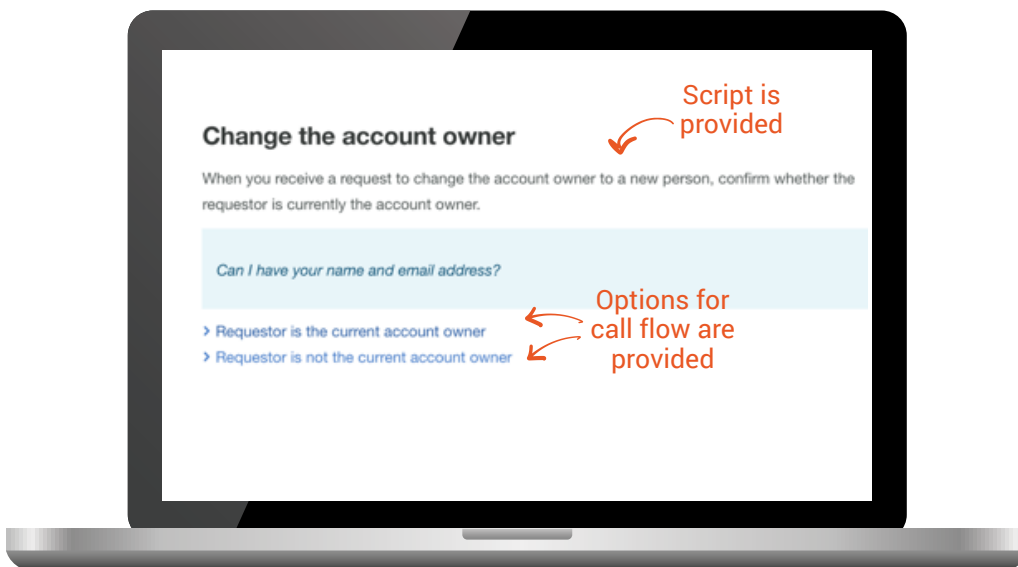 Script is
provided
Change the account owner
When you receive a request to change the account owner to a new person, confirm whether the
requestor is currently the account owner.
Can I have your name and email address?
Options for
call flow are
provided
> Requestor is the current account owner
> Requestor is not the current account owner